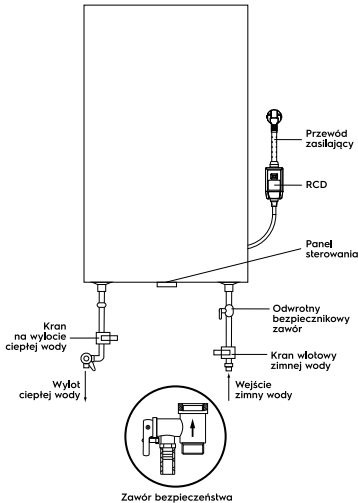 Przewód
zasilający
RCD
Panel
sterowania
Odwrotny
bezpiecznikowy
zawór
Kran
na wylocie
ciepłej wody
Kran wlotowy
zimnej wody
Wylot
ciepłej wody
Wejście
zimny wody
Zawór bezpieczeństwa